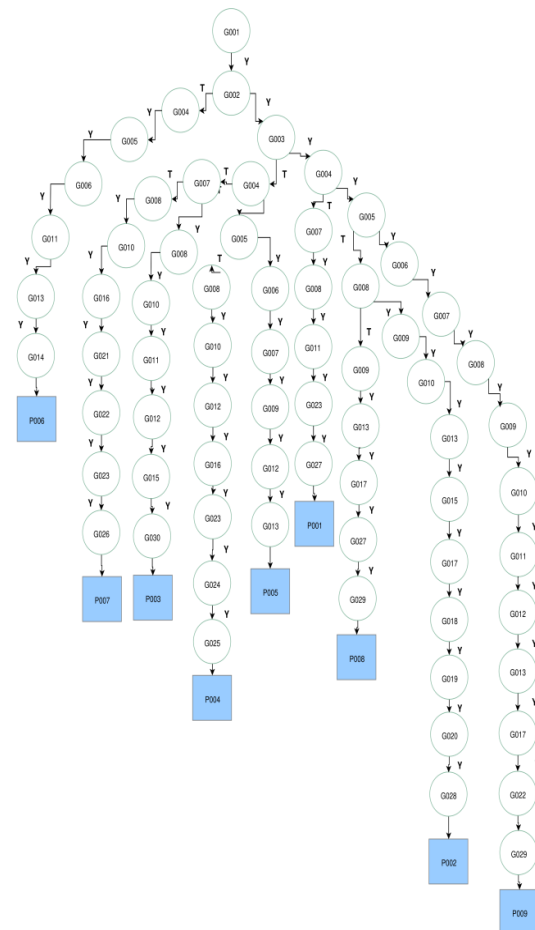 G001
Y
G002
T
Y
G004
Y
G003
Y
G005
Y
T
Y
G004
G007
T
G004
T
Y
G006
G008
T
G005
Y
Y
G007
Y
G011
G010
G008
G005
Y
T
G006
Y
Y
Y
Y
T
Y
Y
G008
Y
G013
G016
G010
G008
G006
G008
G007
Y
Y
Y
Y
Y
Y
Y
G009
Y
G014
G021
G011
G010
G007
G011
T
G010
G008
Y
Y
Y
Y
Y
Y
G009
Y
P006
G022
G012
G012
G009
G023
Y
G013
G009
Y
Y
Y
Y
Y
G013
Y
Y
G023
G015
G016
G012
G027
Y
G015
G010
Y
Y
Y
Y
G017
Y
Y
G026
G030
G023
G013
P001
Y
G017
G011
Y
G027
Y
Y
P007
P003
G024
P005
Y
G018
G012
Y
G029
Y
Y
G025
P008
G019
G013
P004
Y
Y
G020
G017
Y
Y
G028
G022
Y
P002
G029
P009